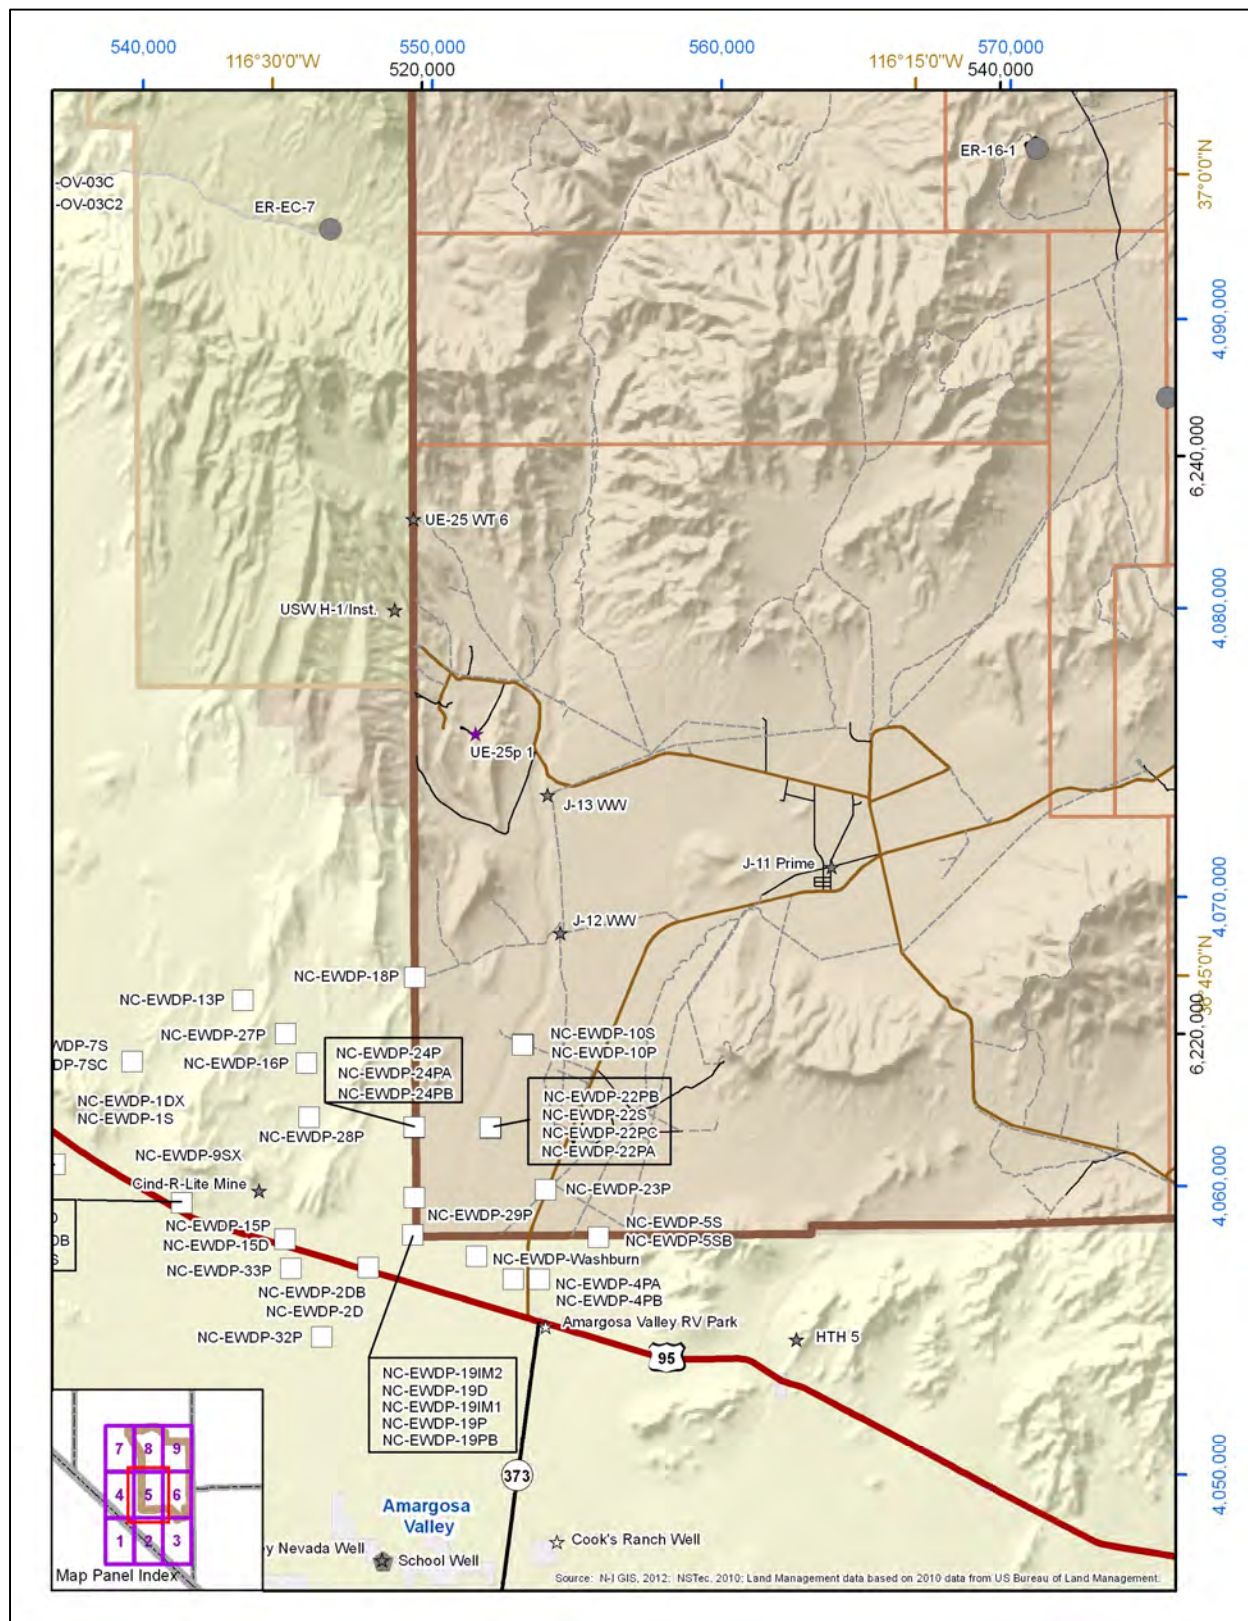 540,000
550,000
560,000
570,000
116°30'0"W
520,000
116°15'0"W
540,000
ER-16-1
37°0'0"N
-OV-03C
-OV-03C2
ER-EC-7
4,090,000
6,240,000
UE-25 WT 6
USW H-1/Inst.
4,080,000
UE-25p 1
J-13 WW
J-11 Prime
4,070,000
J-12 WW
NC-EWDP-18P
36°45'0"N
NC-EWDP-13P
NC-EWDP-27P
NC-EWDP-10S
NC-EWDP-10P
6,220,000
WDP-7S
DP-7SC
NC-EWDP-16P
NC-EWDP-24P
NC-EWDP-24PA
NC-EWDP-24PB
NC-EWDP-22PB
NC-EWDP-22S
NC-EWDP-22PC
NC-EWDP-22PA
NC-EWDP-1DX
NC-EWDP-1S
NC-EWDP-28P
NC-EWDP-9SX
Cind-R-Lite Mine
NC-EWDP-23P
4,060,000
NC-EWDP-29P
DB
S
NC-EWDP-15P
NC-EWDP-15D
NC-EWDP-5S
NC-EWDP-5SB
NC-EWDP-33P
NC-EWDP-Washburn
NC-EWDP-2DB
NC-EWDP-2D
NC-EWDP-4PA
NC-EWDP-4PB
NC-EWDP-32P
Amargosa Valley RV Park
HTH 5
95
NC-EWDP-19IM2
NC-EWDP-19D
NC-EWDP-19IM1
NC-EWDP-19P
NC-EWDP-19PB
373
4,050,000
7 8 9
4 5 6
1 2 3
Map Panel Index
Amargosa
Valley
ey Nevada Well
School Well
Cook's Ranch Well
Source: N-I GIS, 2012; NSTec, 2010; Land Management data based on 2010 data from US Bureau of Land Management.